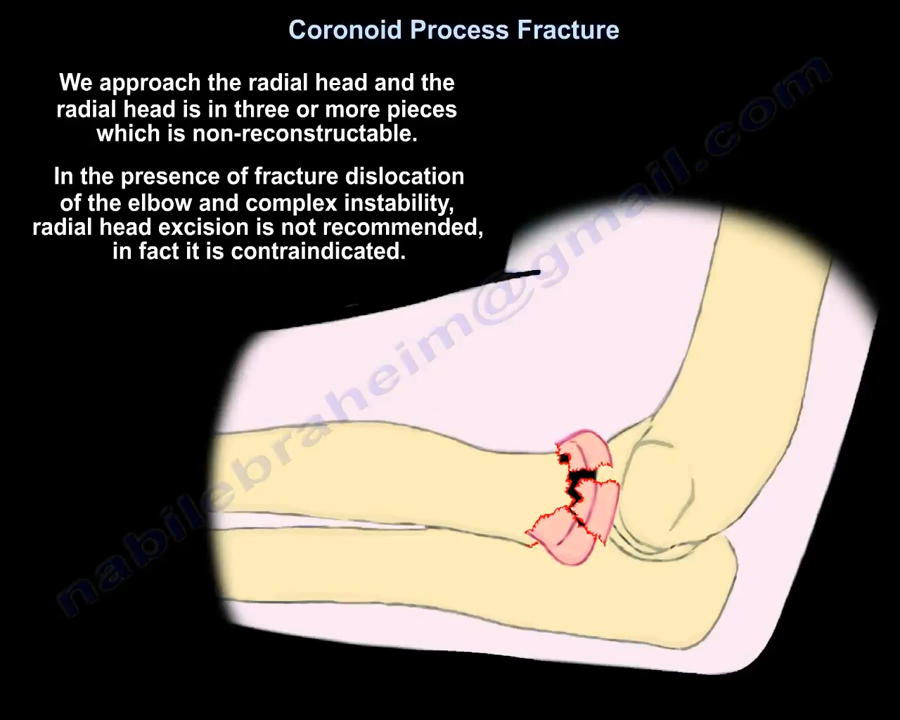 Coronoid Process Fracture
We approach the radial head and the
radial head is in three or more pieces
which is non-reconstructable.
In the presence of fracture dislocation
of the elbow and complex instability,
radial head excision is not recommended,
in fact it is contraindicated.
nabilebraheim@gmail.com